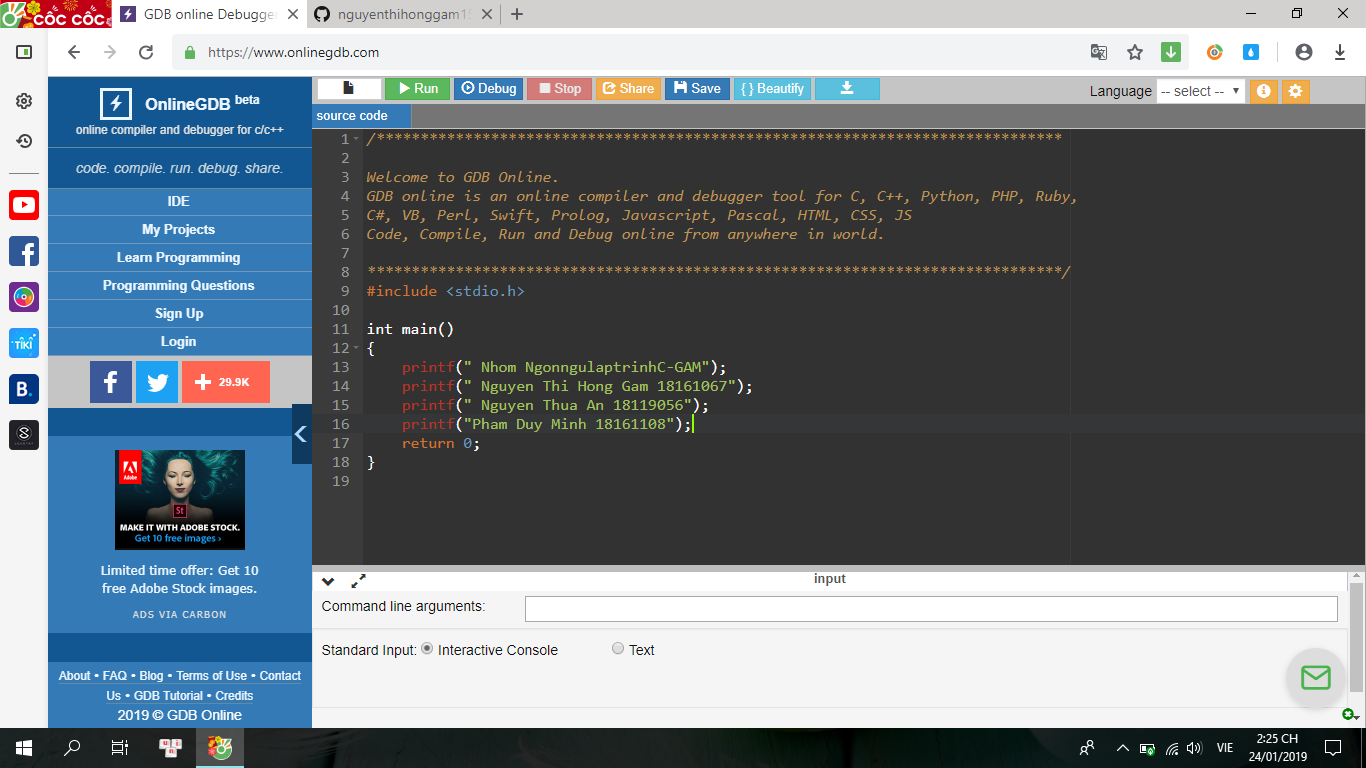 cốc cốc
GDB online Debugge
nguyenthihonggam15
https://www.onlinegdb.com
OnlineGDB beta
online compiler and debugger for c/c++
code. compile. run. debug. share.
IDE
My Projects
Learn Programming
Programming Questions
Sign Up
Login
29.9K
TIKI
B.
Adobe
St
MAKE IT WITH ADOBE STOCK.
Get 10 free images ›
Limited time offer: Get 10
free Adobe Stock images.
ADS VIA CARBON
About • FAQ • Blog • Terms of Use • Contact
Us • GDB Tutorial • Credits
2019 © GDB Online
Run Debug Stop Share Save { } Beautify
Language -- select --
source code
1 /******************************************************************************
2
3 Welcome to GDB Online.
4 GDB online is an online compiler and debugger tool for C, C++, Python, PHP, Ruby,
5 C#, VB, Perl, Swift, Prolog, Javascript, Pascal, HTML, CSS, JS
6 Code, Compile, Run and Debug online from anywhere in world.
7
8 *******************************************************************************/
9 #include <stdio.h>
10
11 int main()
12 {
13     printf(" Nhom NgonngulaptrinhC-GAM");
14     printf(" Nguyen Thi Hong Gam 18161067");
15     printf(" Nguyen Thua An 18119056");
16     printf("Pham Duy Minh 18161108");
17     return 0;
18 }
19
input
Command line arguments:
Standard Input: Interactive Console Text
VIE
2:25 CH
24/01/2019